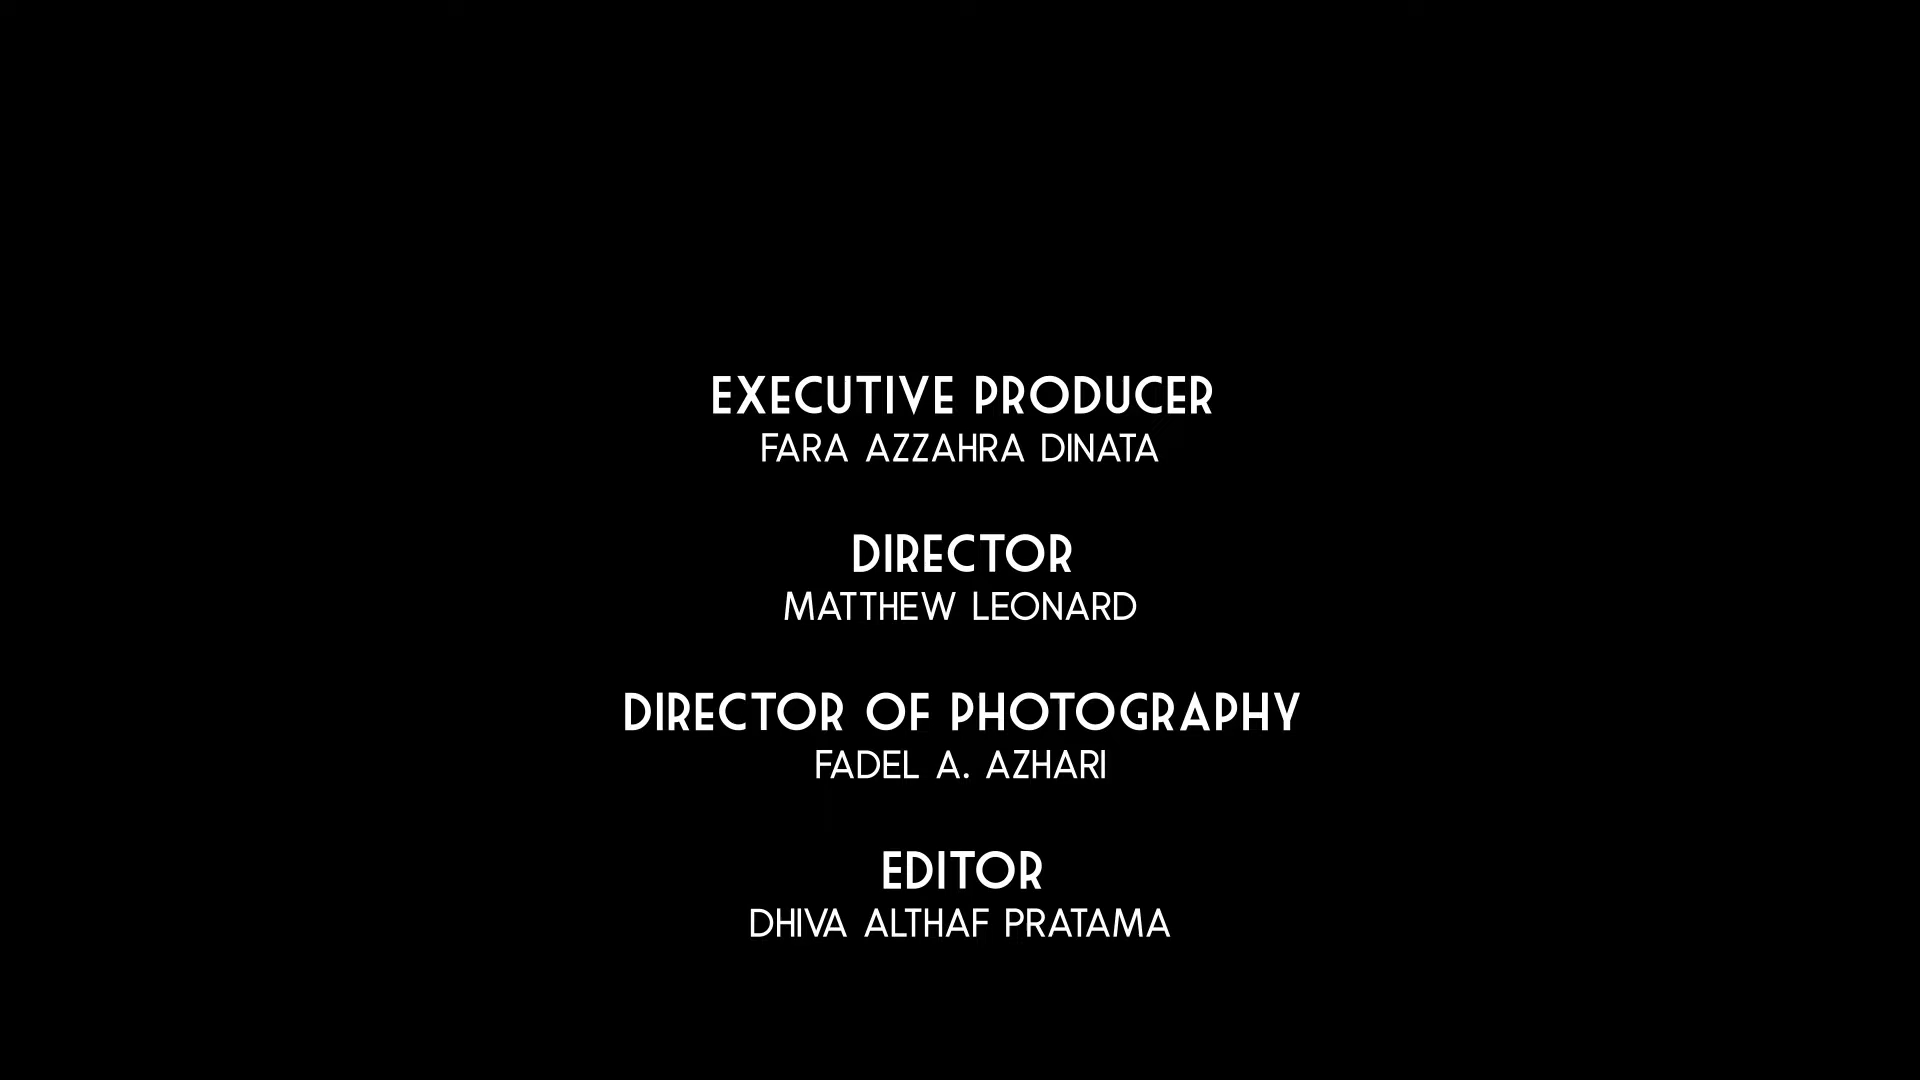 EXECUTIVE PRODUCER
FARA AZZAHRA DINATA
DIRECTOR
MATTHEW LEONARD
DIRECTOR OF PHOTOGRAPHY
FADEL A. AZHARI
EDITOR
DHIVA ALTHAF PRATAMA